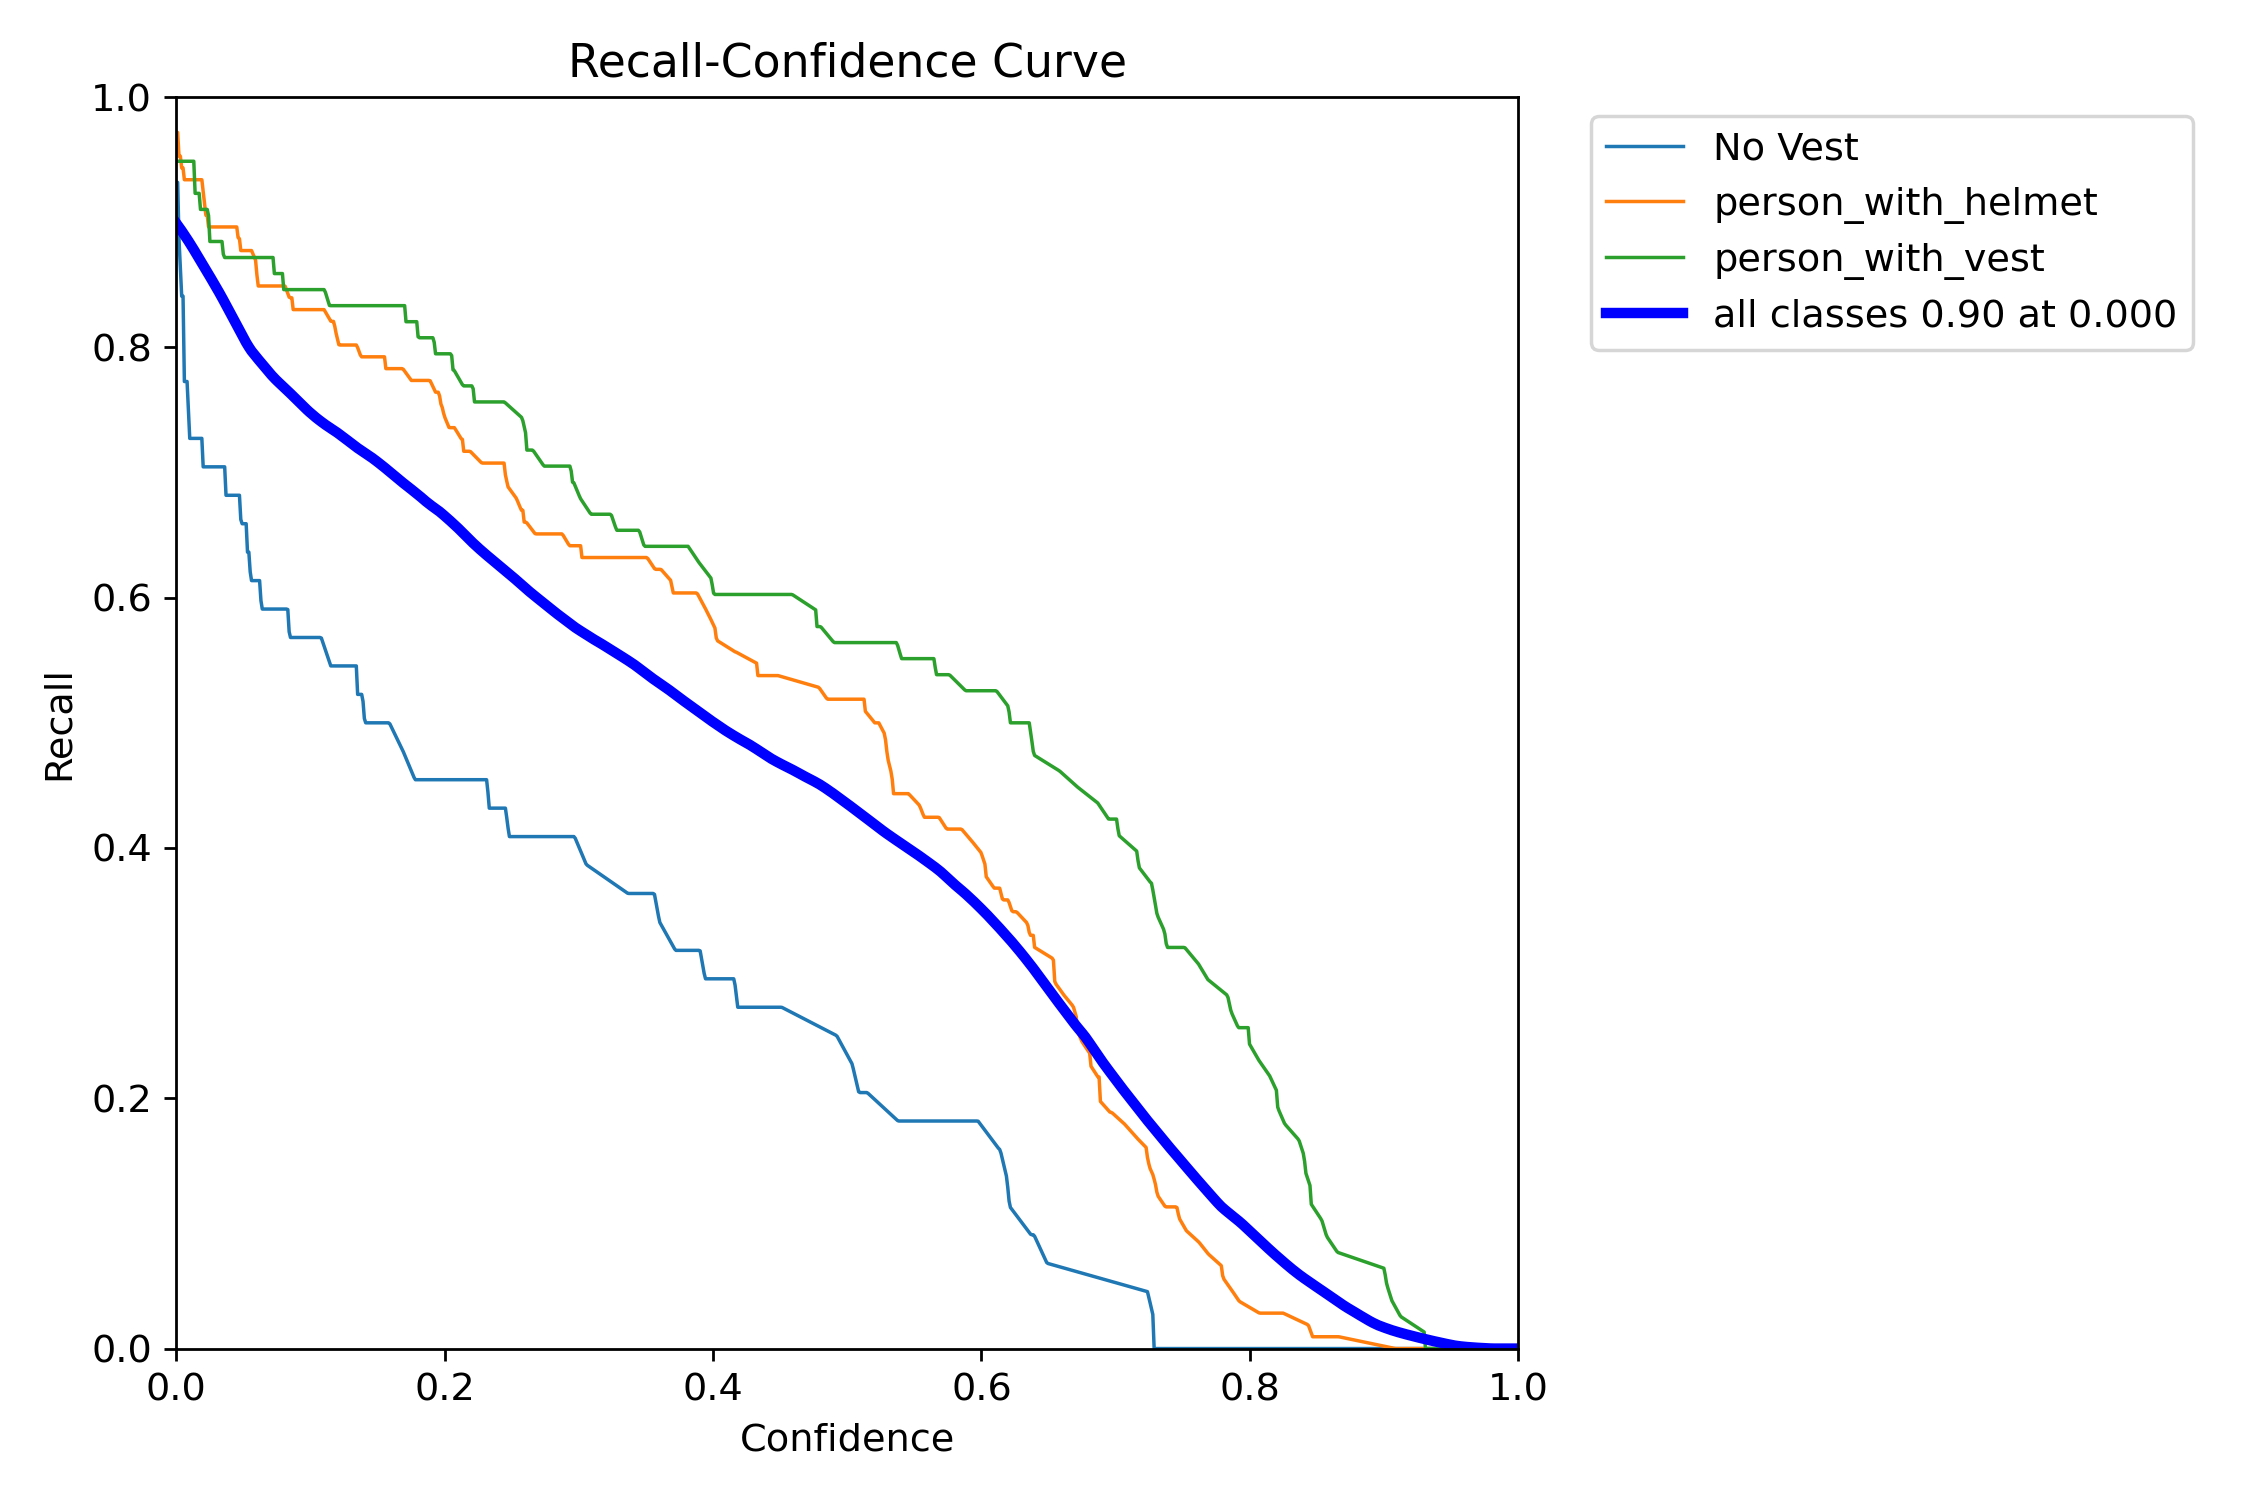 Recall-Confidence Curve
1.0
0.8
0.6
0.4
0.2
0.0
Recall
0.0 0.2 0.4 0.6 0.8 1.0
Confidence
No Vest
person_with_helmet
person_with_vest
all classes 0.90 at 0.000